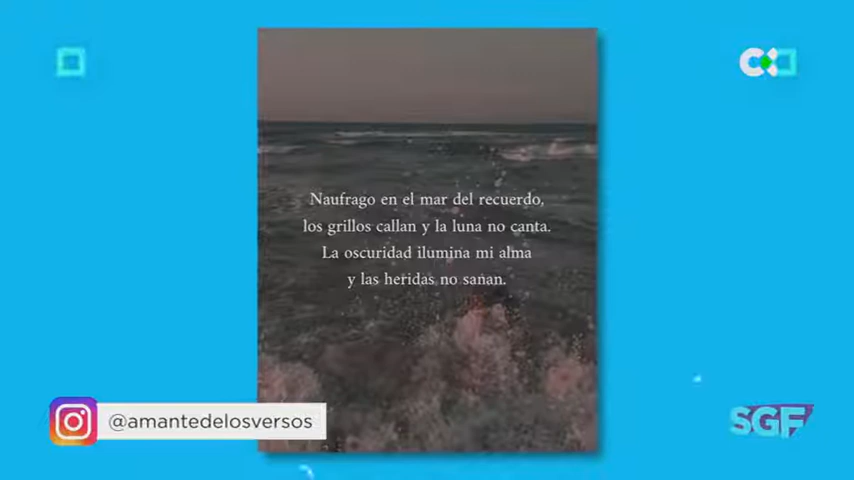 Naufrago en el mar del recuerdo,
los grillos callan y la luna no canta.
La oscuridad ilumina mi alma
y las heridas no sanan.
@amantedelosversos
SGF